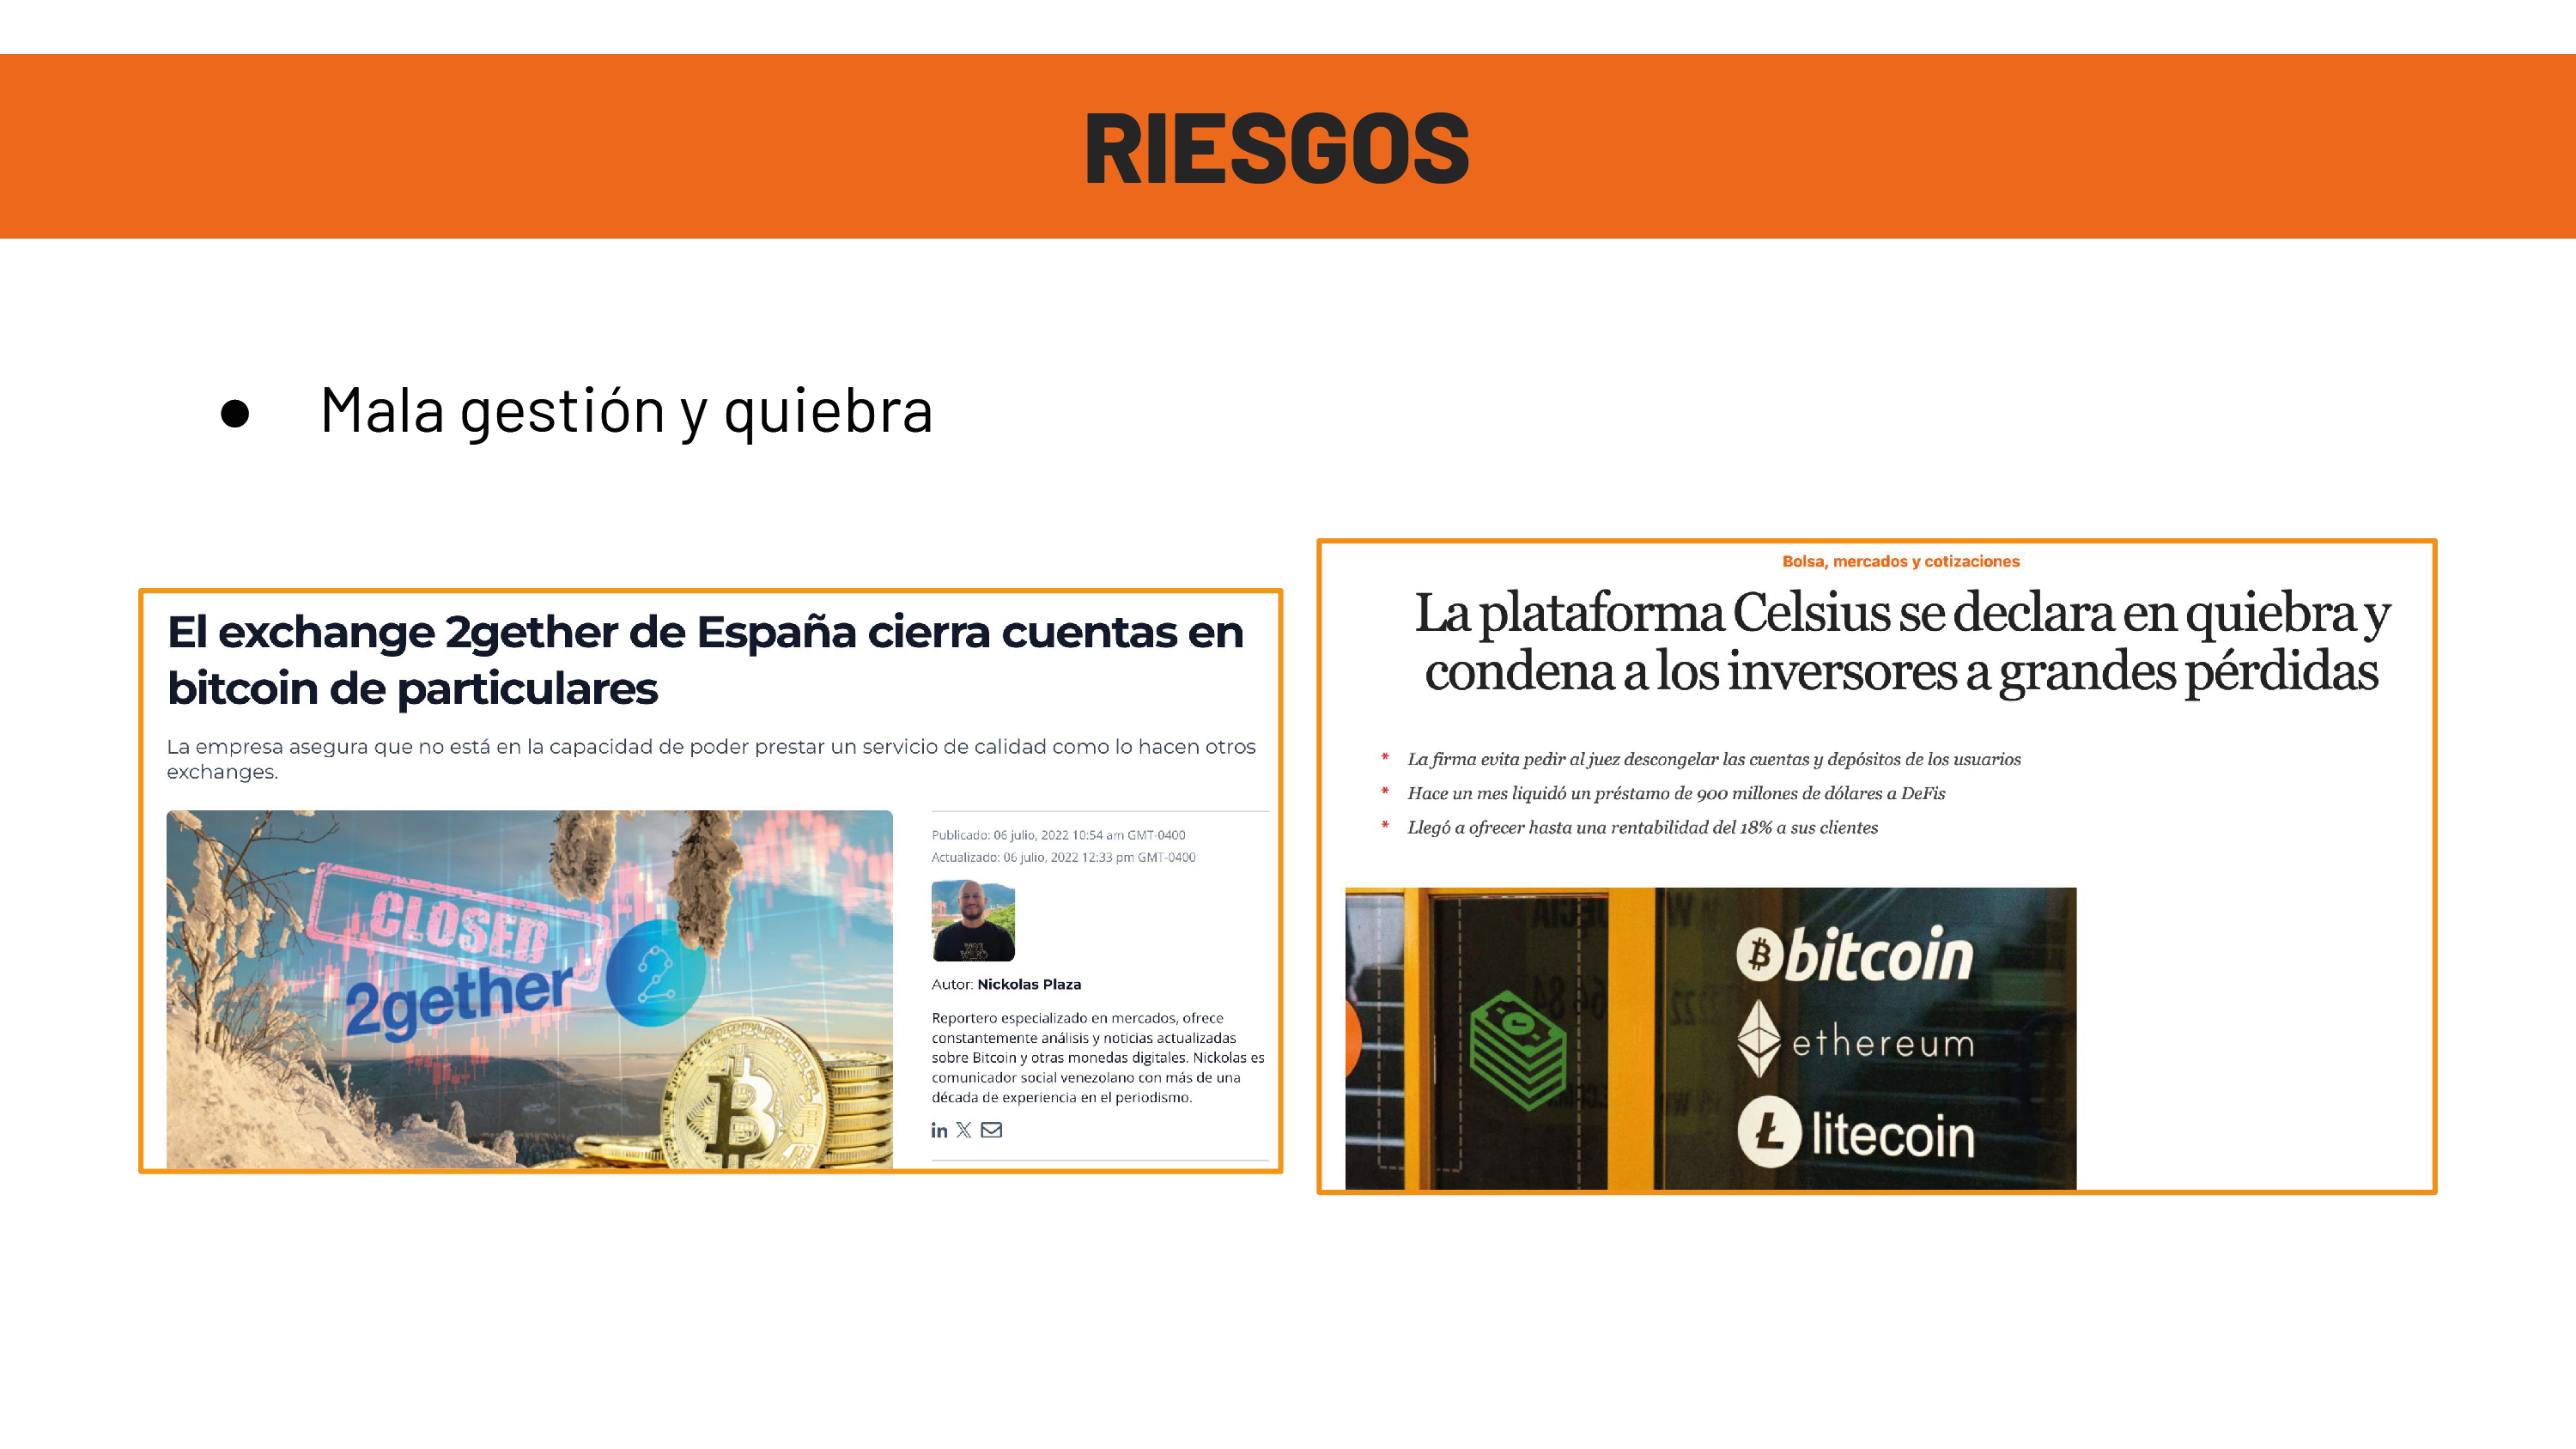 RIESGOS
● Mala gestión y quiebra
El exchange 2gether de España cierra cuentas en
bitcoin de particulares
La empresa asegura que no está en la capacidad de poder prestar un servicio de calidad como lo hacen otros
exchanges.
CLOSED
2gether
Publicado: 06 julio, 2022 10:54 am GMT-0400
Actualizado: 06 julio, 2022 12:33 pm GMT-0400
Autor: Nickolas Plaza
Reportero especializado en mercados, ofrece
constantemente análisis y noticias actualizadas
sobre Bitcoin y otras monedas digitales. Nickolas es
comunicador social venezolano con más de una
década de experiencia en el periodismo.
in X
Bolsa, mercados y cotizaciones
La plataforma Celsius se declara en quiebra y
condena a los inversores a grandes pérdidas
* La firma evita pedir al juez descongelar las cuentas y depósitos de los usuarios
* Hace un mes liquidó un préstamo de 900 millones de dólares a DeFis
* Llegó a ofrecer hasta una rentabilidad del 18% a sus clientes
bitcoin
ethereum
litecoin